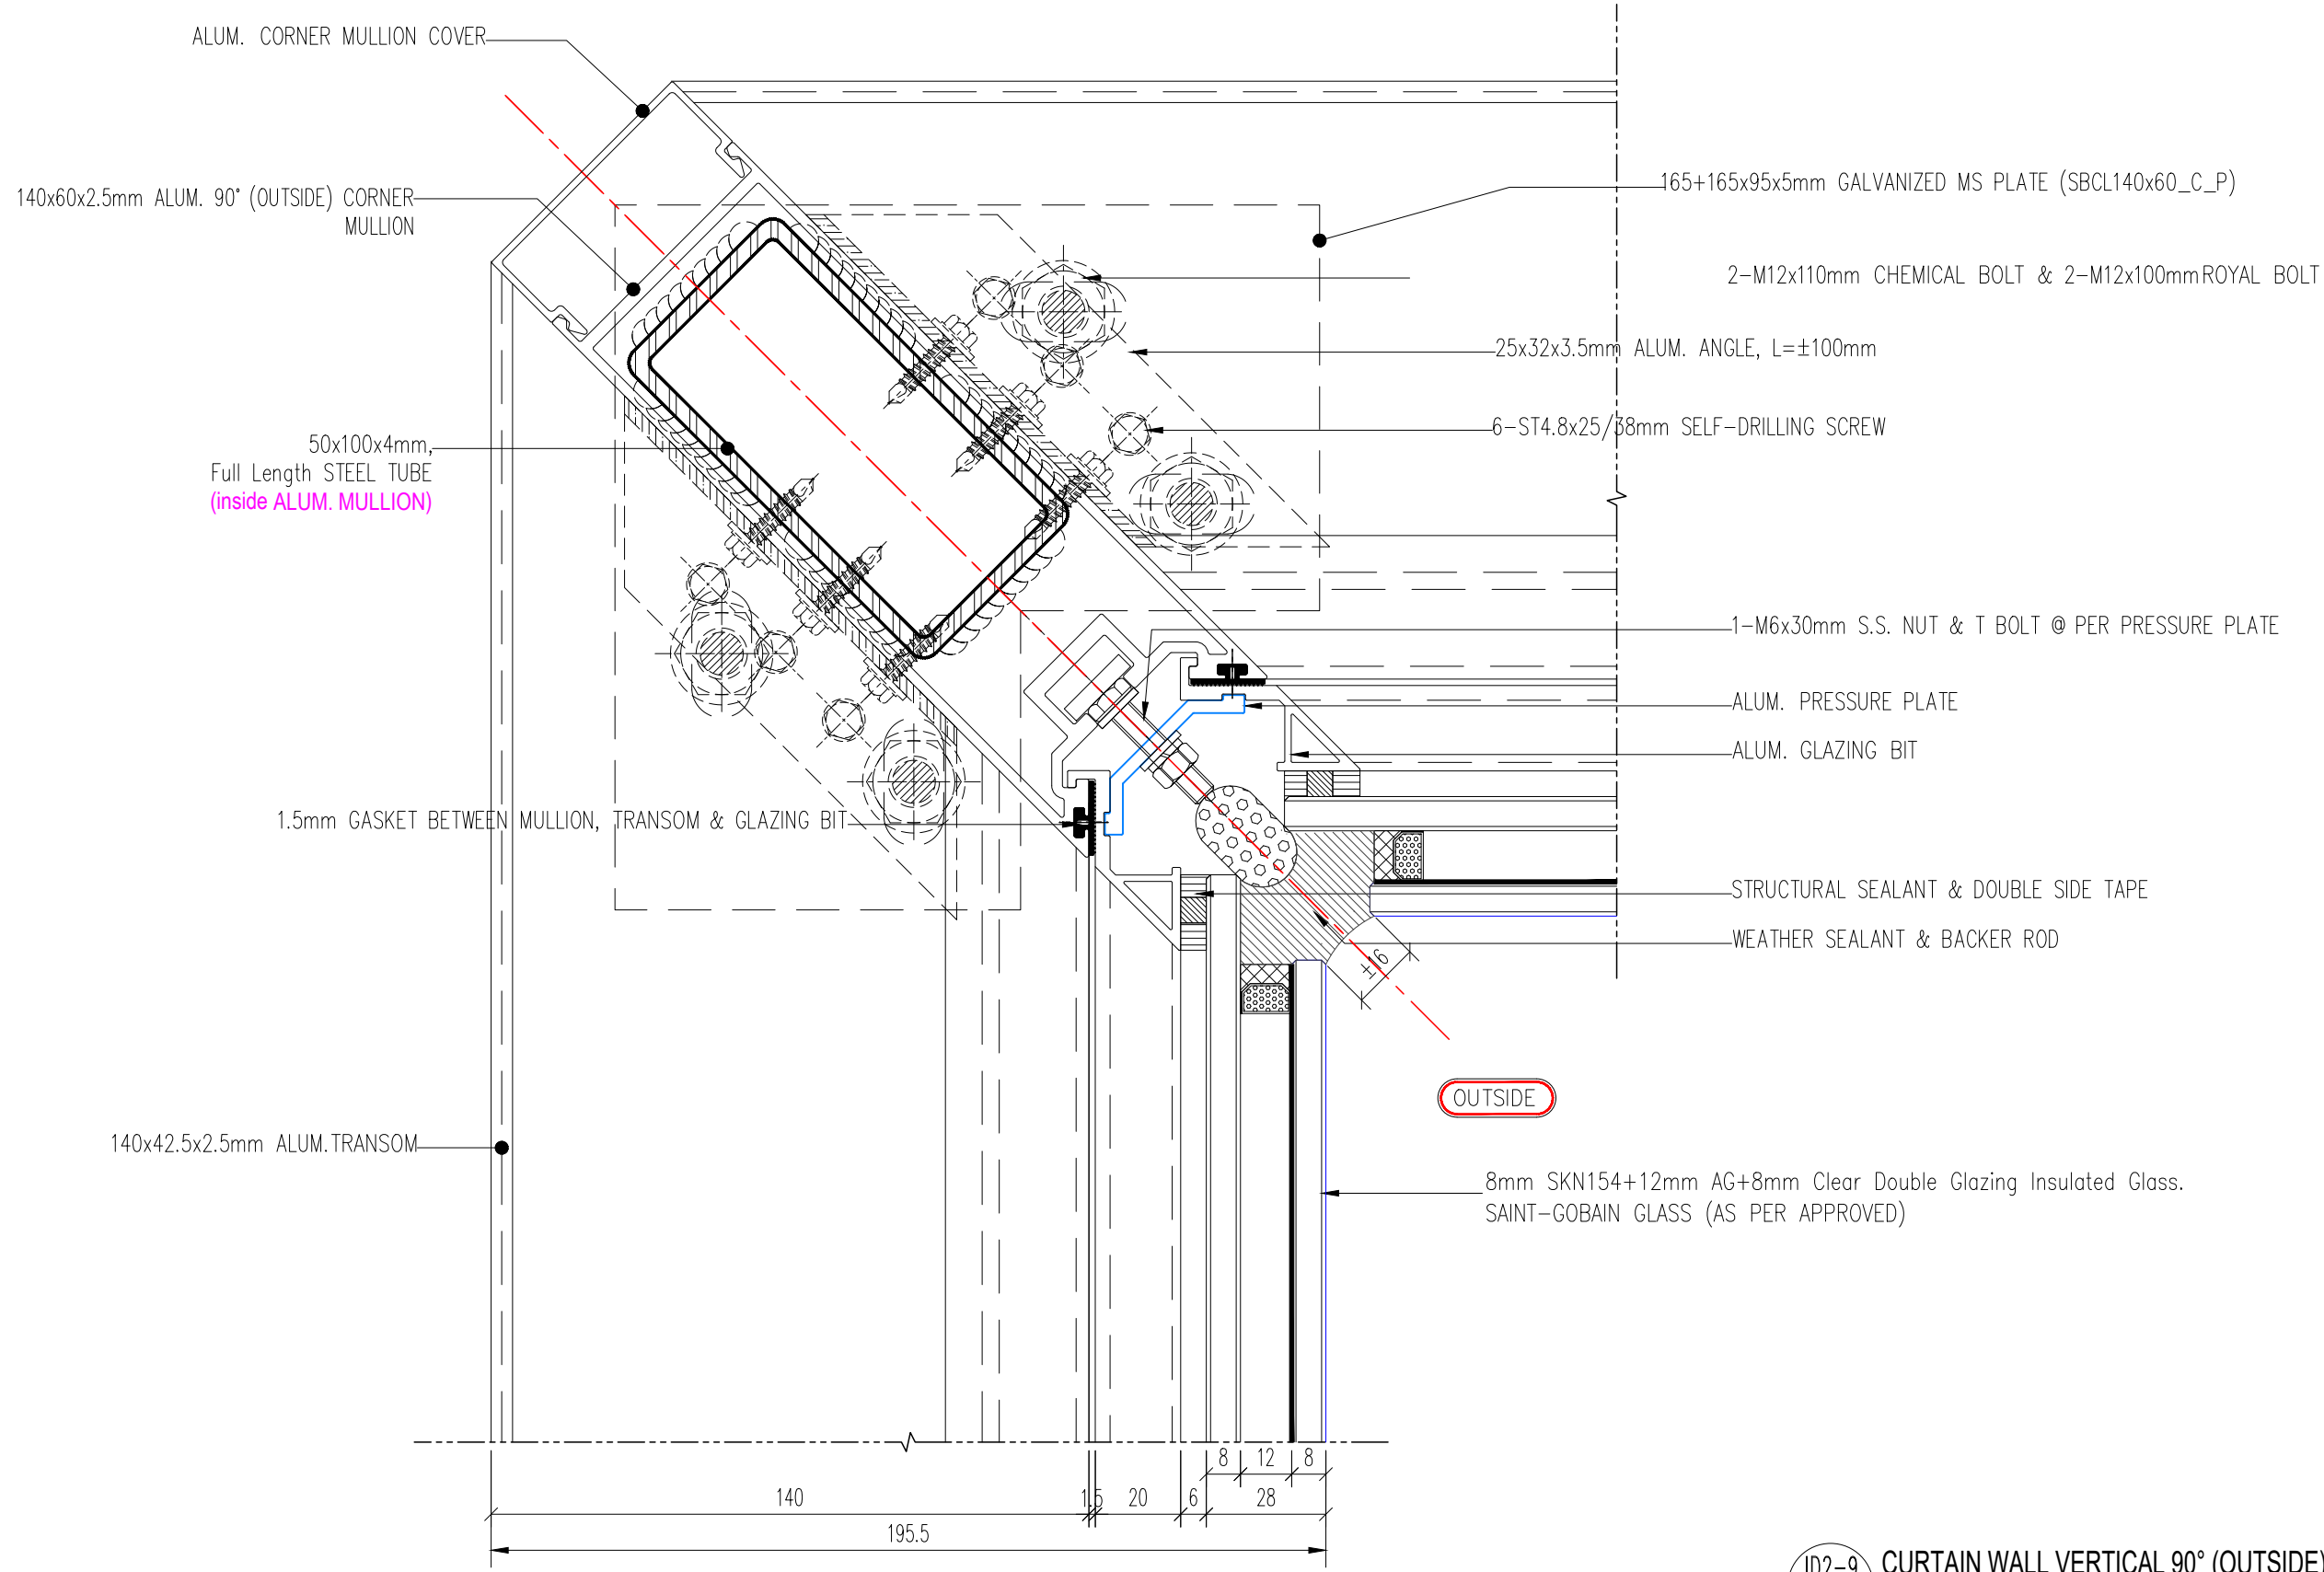 ALUM. CORNER MULLION COVER
140x60x2.5mm ALUM. 90° (OUTSIDE) CORNER
MULLION
165+165x95x5mm GALVANIZED MS PLATE (SBCL140x60_C_P)
2-M12x110mm CHEMICAL BOLT & 2-M12x100mm ROYAL BOLT
25x32x3.5mm ALUM. ANGLE, L=±100mm
6-ST4.8x25/38mm SELF-DRILLING SCREW
50x100x4mm,
Full Length STEEL TUBE
(inside ALUM. MULLION)
1-M6x30mm S.S. NUT & T BOLT @ PER PRESSURE PLATE
ALUM. PRESSURE PLATE
ALUM. GLAZING BIT
1.5mm GASKET BETWEEN MULLION, TRANSOM & GLAZING BIT
STRUCTURAL SEALANT & DOUBLE SIDE TAPE
WEATHER SEALANT & BACKER ROD
±16
OUTSIDE
140x42.5x2.5mm ALUM.TRANSOM
8mm SKN154+12mm AG+8mm Clear Double Glazing Insulated Glass.
SAINT-GOBAIN GLASS (AS PER APPROVED)
8 12 8
140 1.5 20 6 28
195.5
JD2-9 CURTAIN WALL VERTICAL 90° (OUTSIDE)